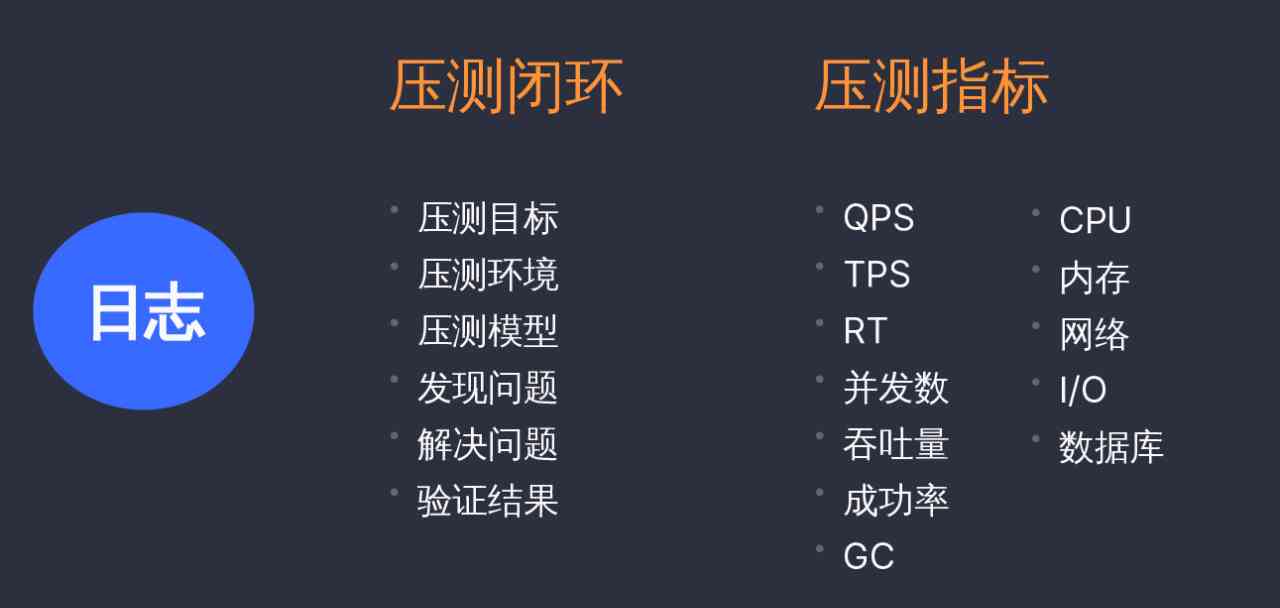 日志
压测闭环
压测目标
压测环境
压测模型
发现问题
解决问题
验证结果
压测指标
QPS
TPS
RT
并发数
吞吐量
成功率
GC
CPU
内存
网络
I/O
数据库